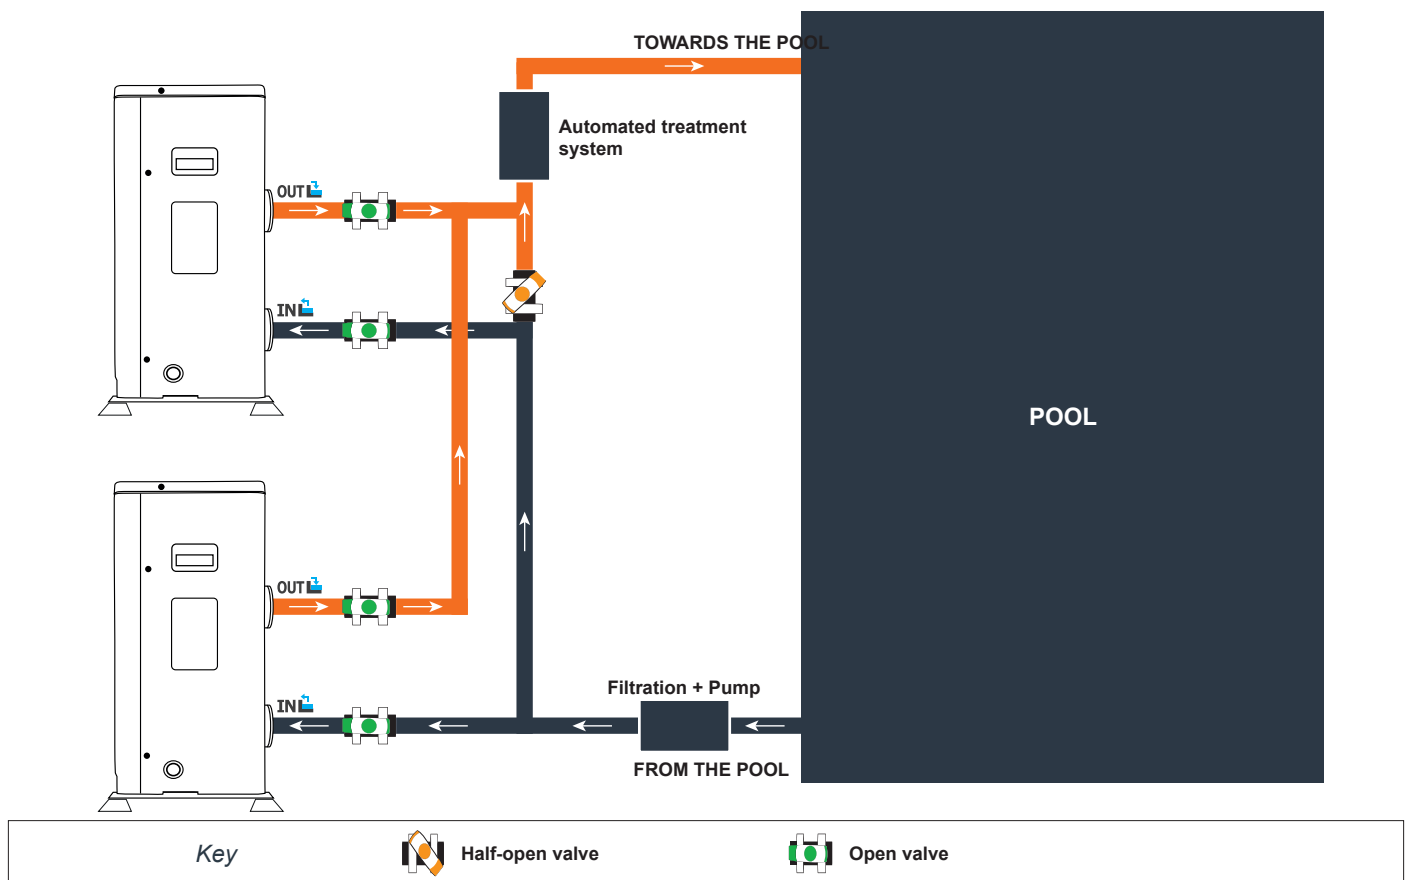 TOWARDS THE POOL
Automated treatment
system
OUT
IN
POOL
OUT
IN
Filtration + Pump
FROM THE POOL
Key
Half-open valve
Open valve